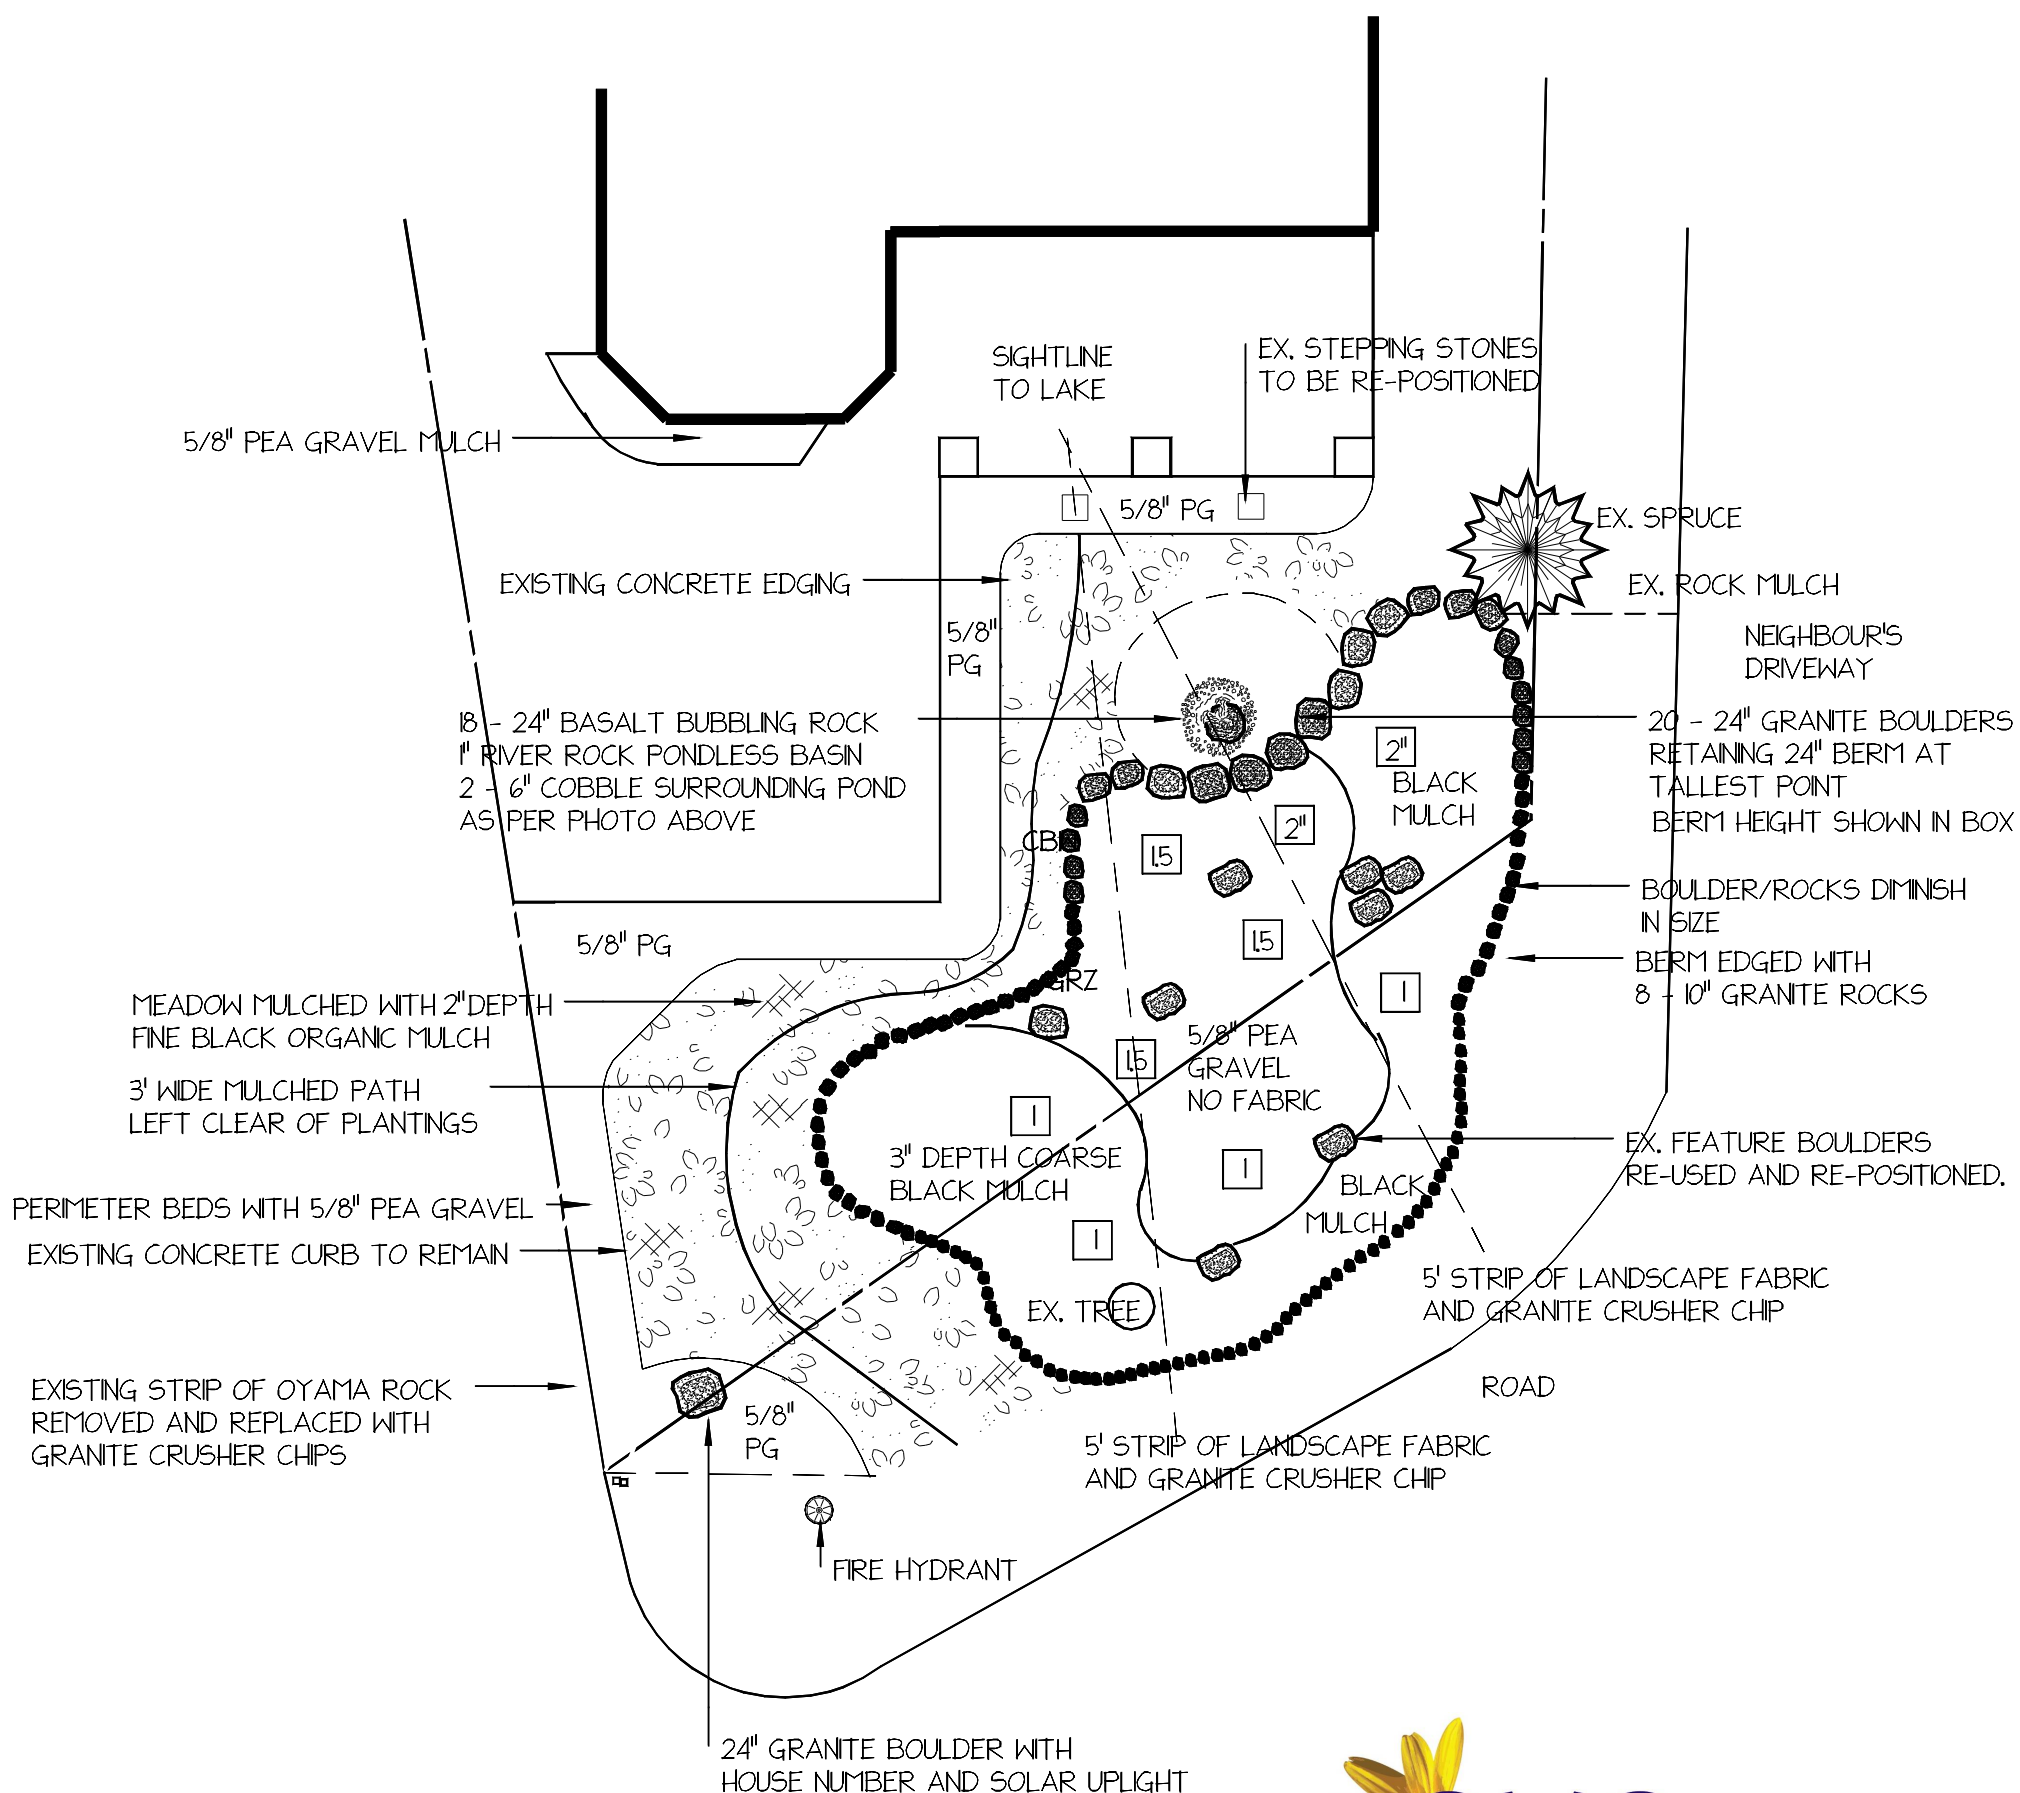 SIGHTLINE
TO LAKE
EX. STEPPING STONES
TO BE RE-POSITIONED
5/8" PEA GRAVEL MULCH
5/8" PG
EX. SPRUCE
EXISTING CONCRETE EDGING
EX. ROCK MULCH
5/8"
PG
NEIGHBOUR'S
DRIVEWAY
18 - 24" BASALT BUBBLING ROCK
1" RIVER ROCK PONDLESS BASIN
2 - 6" COBBLE SURROUNDING POND
AS PER PHOTO ABOVE
20 - 24" GRANITE BOULDERS
RETAINING 24" BERM AT
TALLEST POINT
BERM HEIGHT SHOWN IN BOX
2"
BLACK
MULCH
2"
CB
1.5
BOULDER/ROCKS DIMINISH
IN SIZE
1.5
5/8" PG
BERM EDGED WITH
8 - 10" GRANITE ROCKS
GRZ
1
MEADOW MULCHED WITH 2"DEPTH
FINE BLACK ORGANIC MULCH
1.5
5/8" PEA
GRAVEL
NO FABRIC
3' WIDE MULCHED PATH
LEFT CLEAR OF PLANTINGS
1
EX. FEATURE BOULDERS
RE-USED AND RE-POSITIONED.
3" DEPTH COARSE
BLACK MULCH
1
BLACK
MULCH
PERIMETER BEDS WITH 5/8" PEA GRAVEL
EXISTING CONCRETE CURB TO REMAIN
1
5' STRIP OF LANDSCAPE FABRIC
AND GRANITE CRUSHER CHIP
EX. TREE
EXISTING STRIP OF OYAMA ROCK
REMOVED AND REPLACED WITH
GRANITE CRUSHER CHIPS
ROAD
5/8"
PG
5' STRIP OF LANDSCAPE FABRIC
AND GRANITE CRUSHER CHIP
FIRE HYDRANT
24" GRANITE BOULDER WITH
HOUSE NUMBER AND SOLAR UPLIGHT